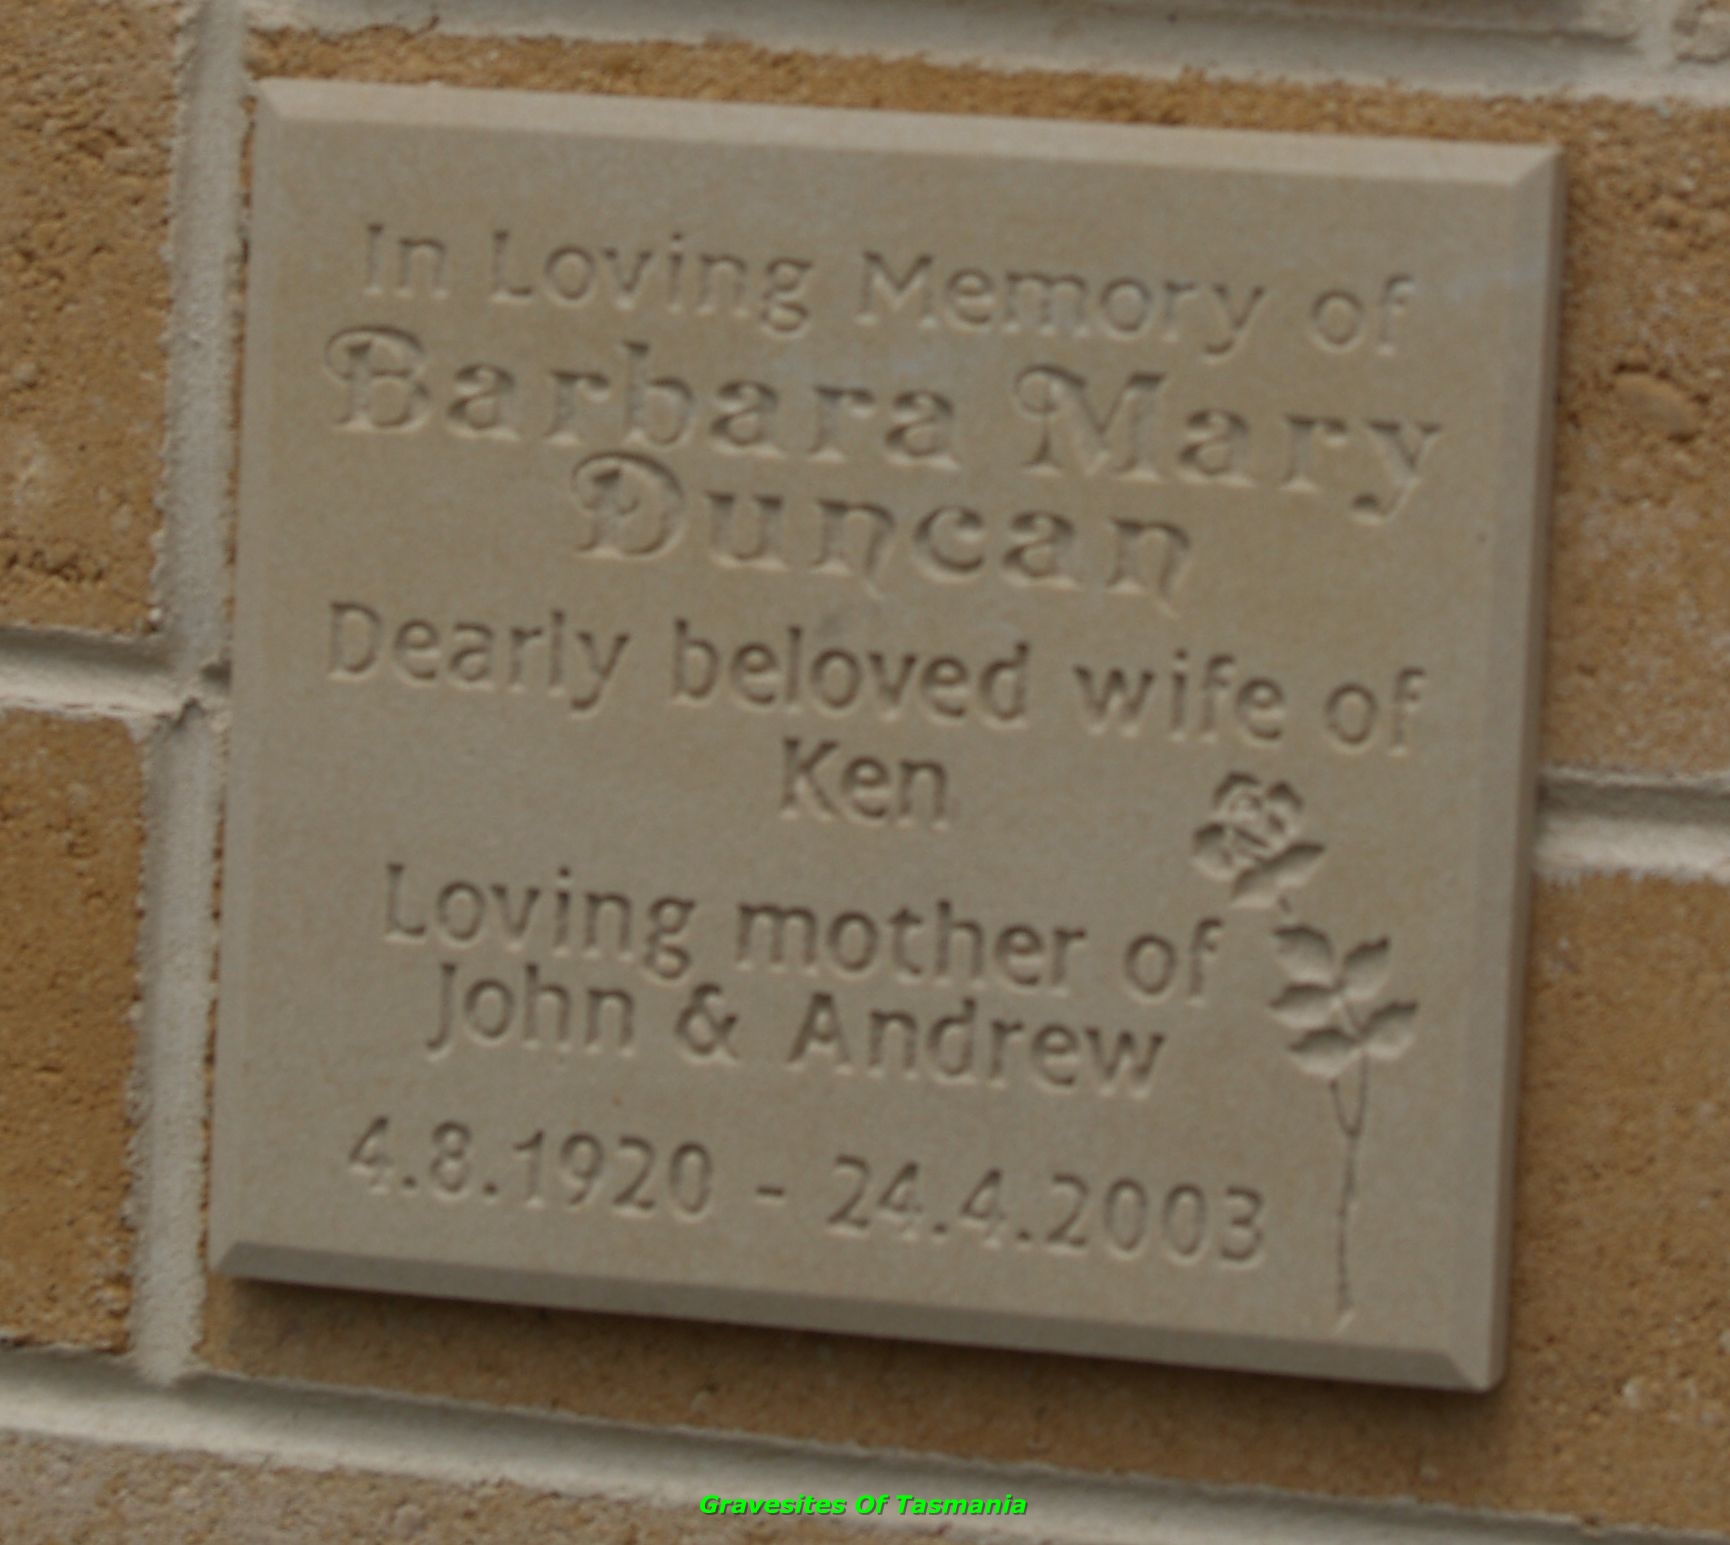 In Loving Memory of
Barbara Mary
Duncan
Dearly beloved wife of
Ken
Loving mother of
John & Andrew
4.8.1920 - 24.4.2003
Gravesites Of Tasmania